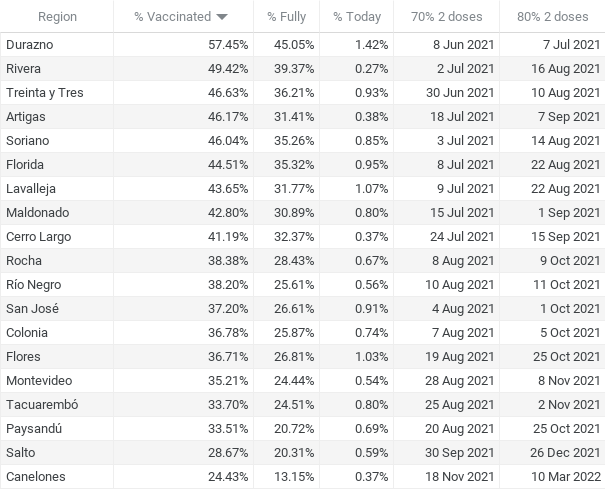 Region % Vaccinated % Fully % Today 70% 2 doses 80% 2 doses
Durazno 57.45% 45.05% 1.42% 8 Jun 2021 7 Jul 2021
Rivera 49.42% 39.37% 0.27% 2 Jul 2021 16 Aug 2021
Treinta y Tres 46.63% 36.21% 0.93% 30 Jun 2021 10 Aug 2021
Artigas 46.17% 31.41% 0.38% 18 Jul 2021 7 Sep 2021
Soriano 46.04% 35.26% 0.85% 3 Jul 2021 14 Aug 2021
Florida 44.51% 35.32% 0.95% 8 Jul 2021 22 Aug 2021
Lavalleja 43.65% 31.77% 1.07% 9 Jul 2021 22 Aug 2021
Maldonado 42.80% 30.89% 0.80% 15 Jul 2021 1 Sep 2021
Cerro Largo 41.19% 32.37% 0.37% 24 Jul 2021 15 Sep 2021
Rocha 38.38% 28.43% 0.67% 8 Aug 2021 9 Oct 2021
Río Negro 38.20% 25.61% 0.56% 10 Aug 2021 11 Oct 2021
San José 37.20% 26.61% 0.91% 4 Aug 2021 1 Oct 2021
Colonia 36.78% 25.87% 0.74% 7 Aug 2021 5 Oct 2021
Flores 36.71% 26.81% 1.03% 19 Aug 2021 25 Oct 2021
Montevideo 35.21% 24.44% 0.54% 28 Aug 2021 8 Nov 2021
Tacuarembó 33.70% 24.51% 0.80% 25 Aug 2021 2 Nov 2021
Paysandú 33.51% 20.72% 0.69% 20 Aug 2021 25 Oct 2021
Salto 28.67% 20.31% 0.59% 30 Sep 2021 26 Dec 2021
Canelones 24.43% 13.15% 0.37% 18 Nov 2021 10 Mar 2022